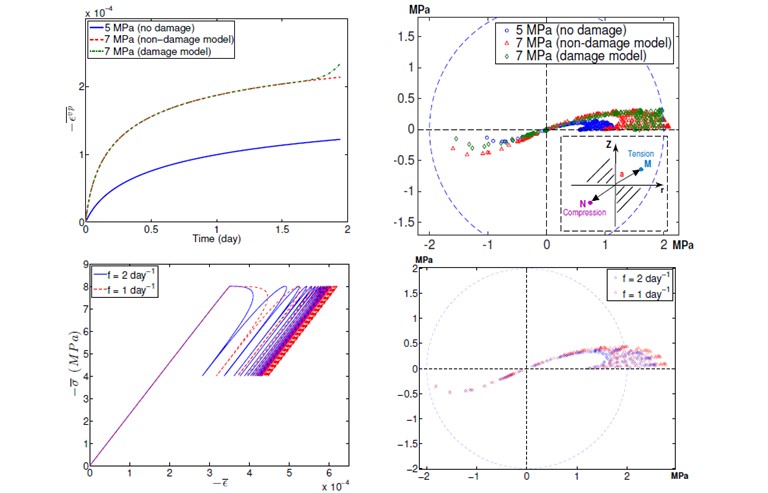 x 10⁻⁴
5 MPa (no damage)
7 MPa (non−damage model)
7 MPa (damage model)
2
1
0
0 0.5 1 1.5 2
Time (day)
MPa
5 MPa (no damage)
7 MPa (non-damage model)
7 MPa (damage model)
1.5
1
0.5
0
-0.5
-1
-1.5
-2 -1 0 1 2 MPa
Z
Tension
M
a
r
N
Compression
f = 2 day⁻¹
f = 1 day⁻¹
9
8
7
6
5
4
3
2
1
0
0 1 2 3 4 5 6
x 10⁻⁴
−σ̅ (MPa)
−ϵ̅
MPa
f = 2 day⁻¹
f = 1 day⁻¹
2
1.5
1
0.5
0
−0.5
−1
−1.5
−2
−2 −1 0 1 2 MPa